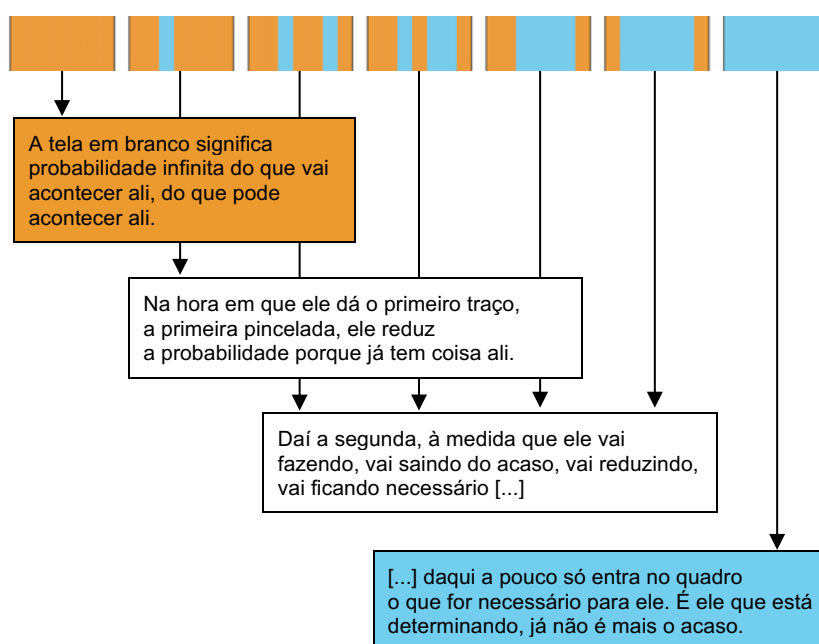 A tela em branco significa
probabilidade infinita do que vai
acontecer ali, do que pode
acontecer ali.
Na hora em que ele dá o primeiro traço,
a primeira pincelada, ele reduz
a probabilidade porque já tem coisa ali.
Daí a segunda, à medida que ele vai
fazendo, vai saindo do acaso, vai reduzindo,
vai ficando necessário [...]
[...] daqui a pouco só entra no quadro
o que for necessário para ele. É ele que está
determinando, já não é mais o acaso.